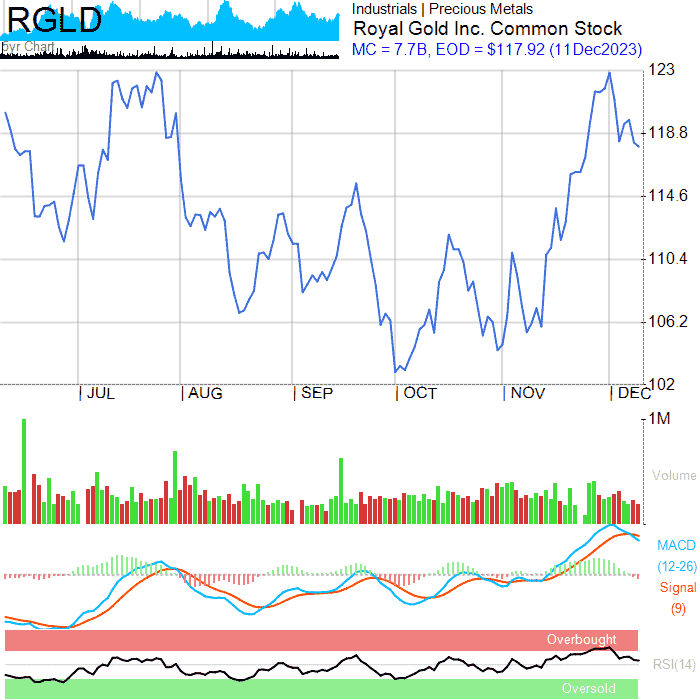 RGLD
5yr Chart
Industrials | Precious Metals
Royal Gold Inc. Common Stock
MC = 7.7B, EOD = $117.92 (11Dec2023)
123
118.8
114.6
110.4
106.2
102
| JUL | AUG | SEP | OCT | NOV | DEC
1M
Volume
MACD
(12-26)
Signal
(9)
Overbought
RSI(14)
Oversold